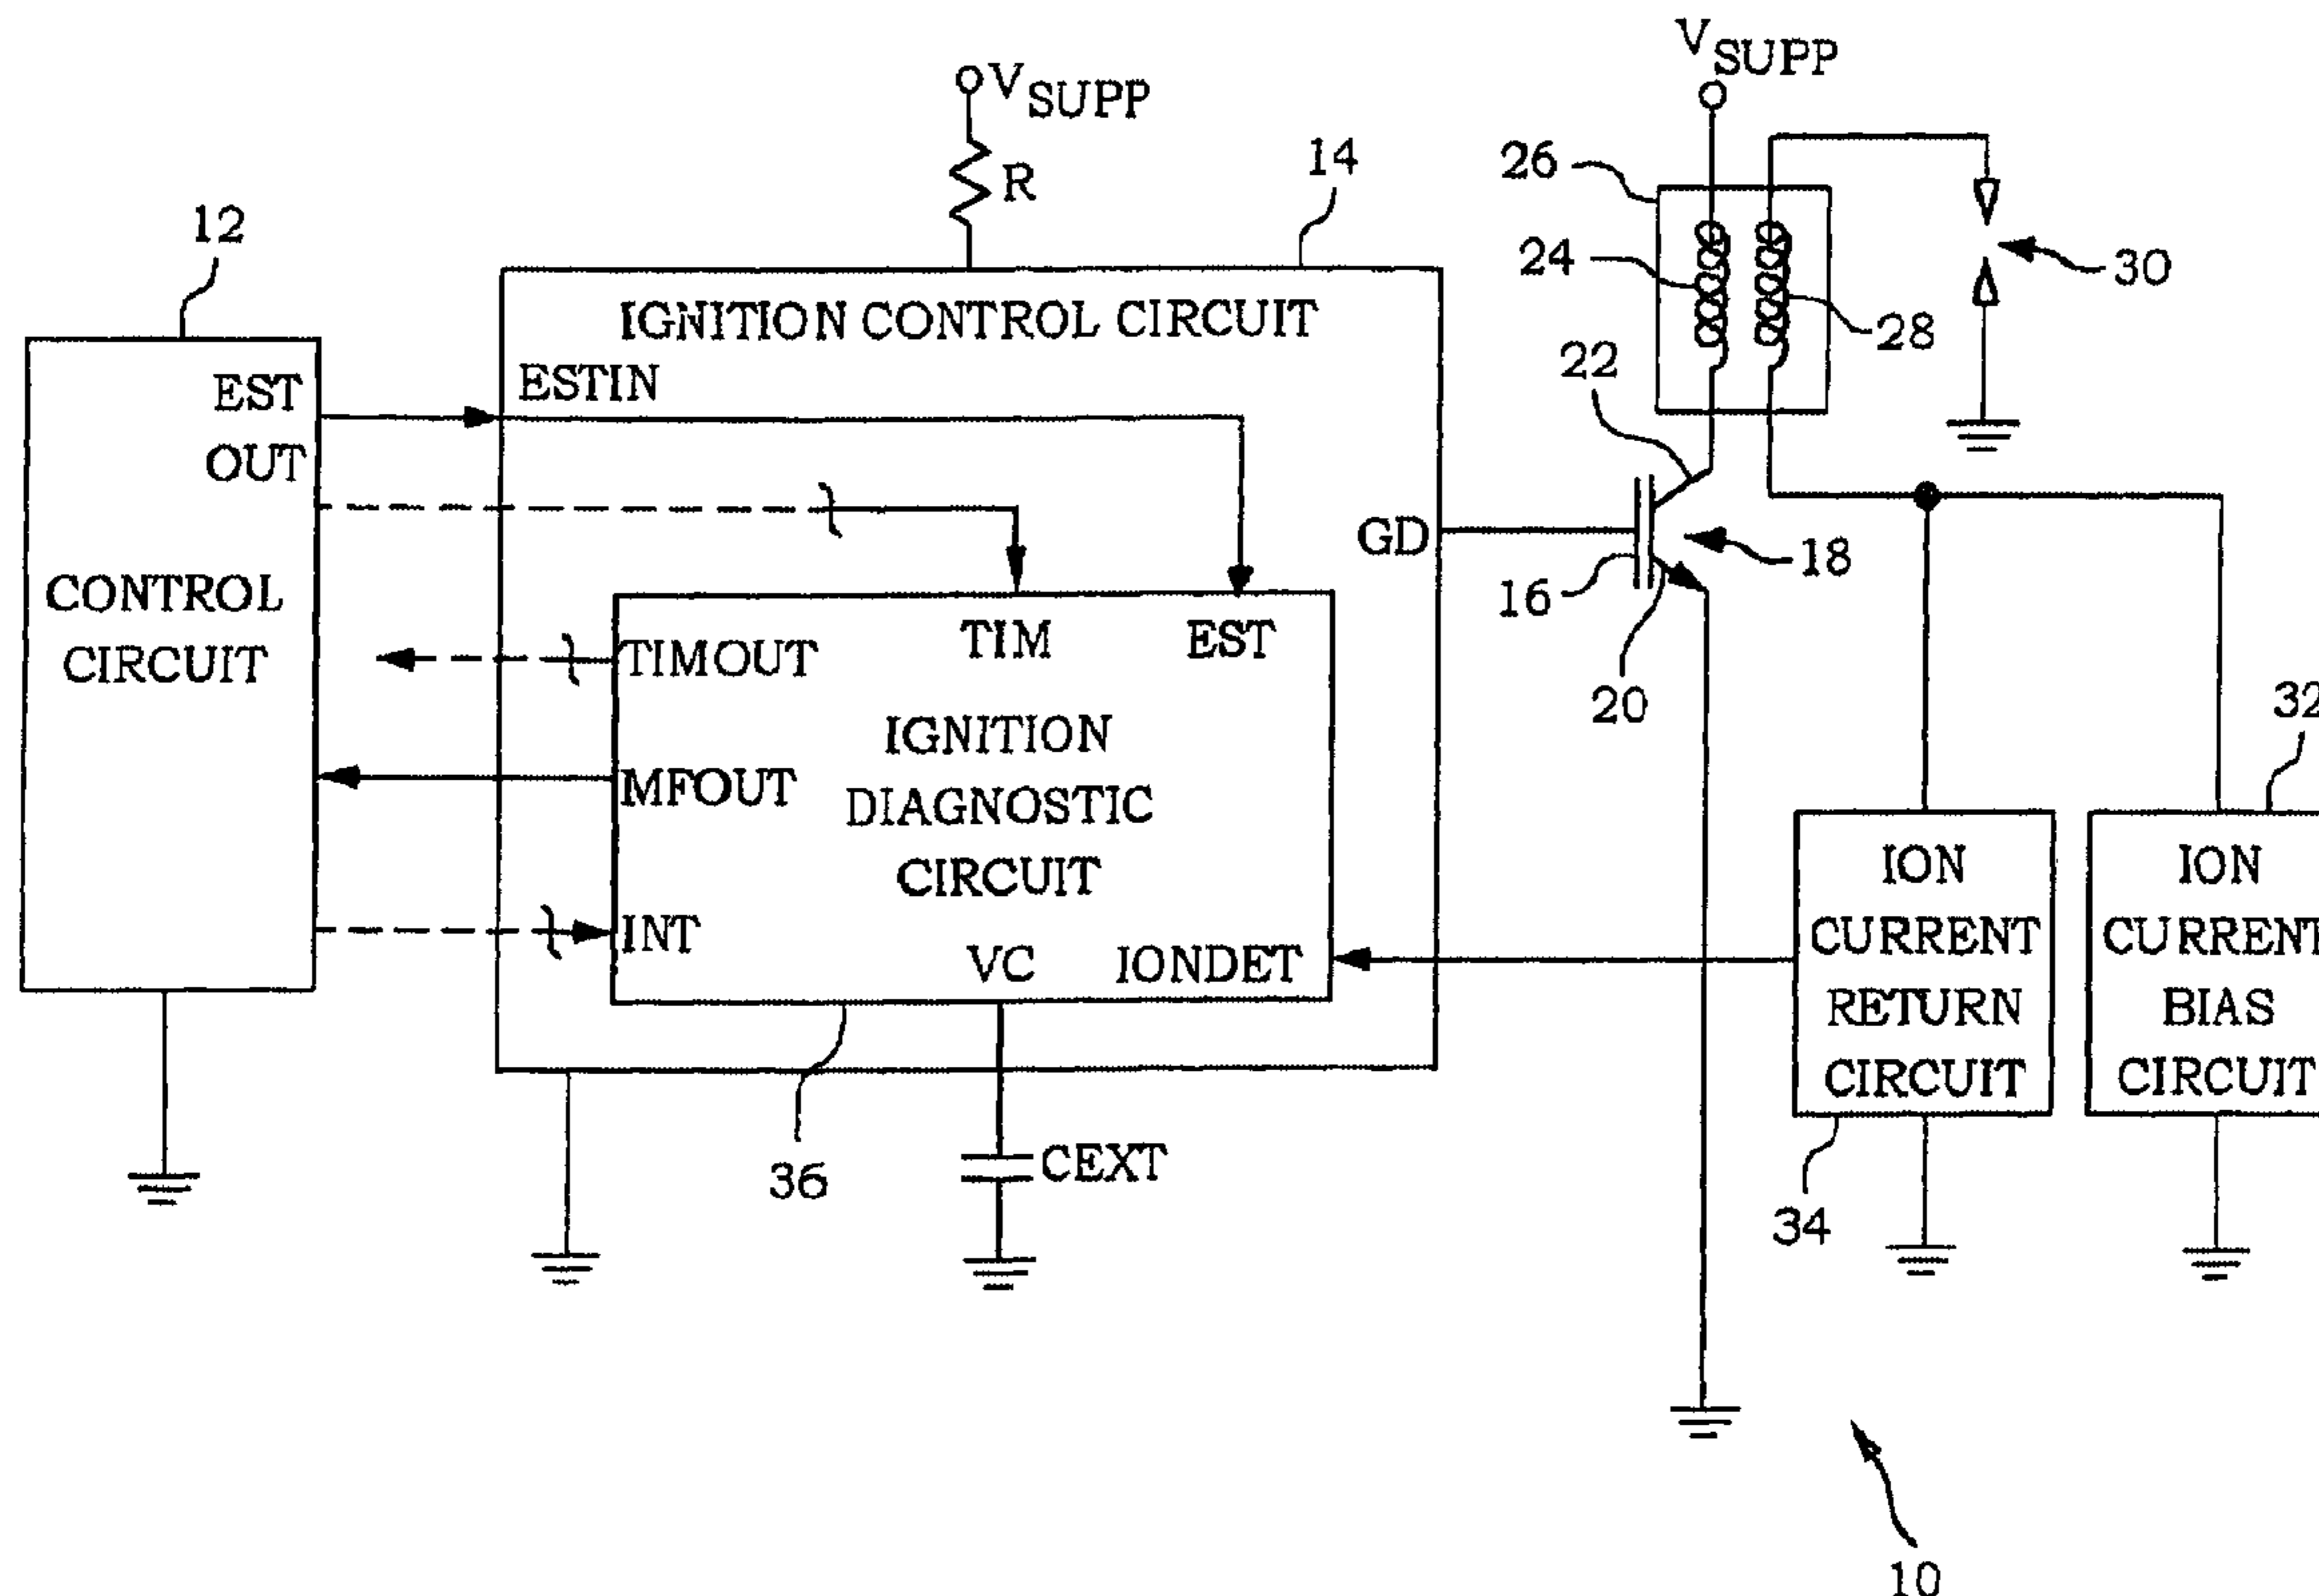 V SUPP
V SUPP
R
14
26
12
24
30
IGNITION CONTROL CIRCUIT
28
EST
ESTIN
22
OUT
GD
18
CONTROL
CIRCUIT
16
TIMOUT
TIM
EST
20
32
IGNITION
DIAGNOSTIC
CIRCUIT
MFOUT
INT
VC
IONDET
ION
CURRENT
RETURN
CIRCUIT
ION
CURRENT
BIAS
CIRCUIT
36
CEXT
34
10